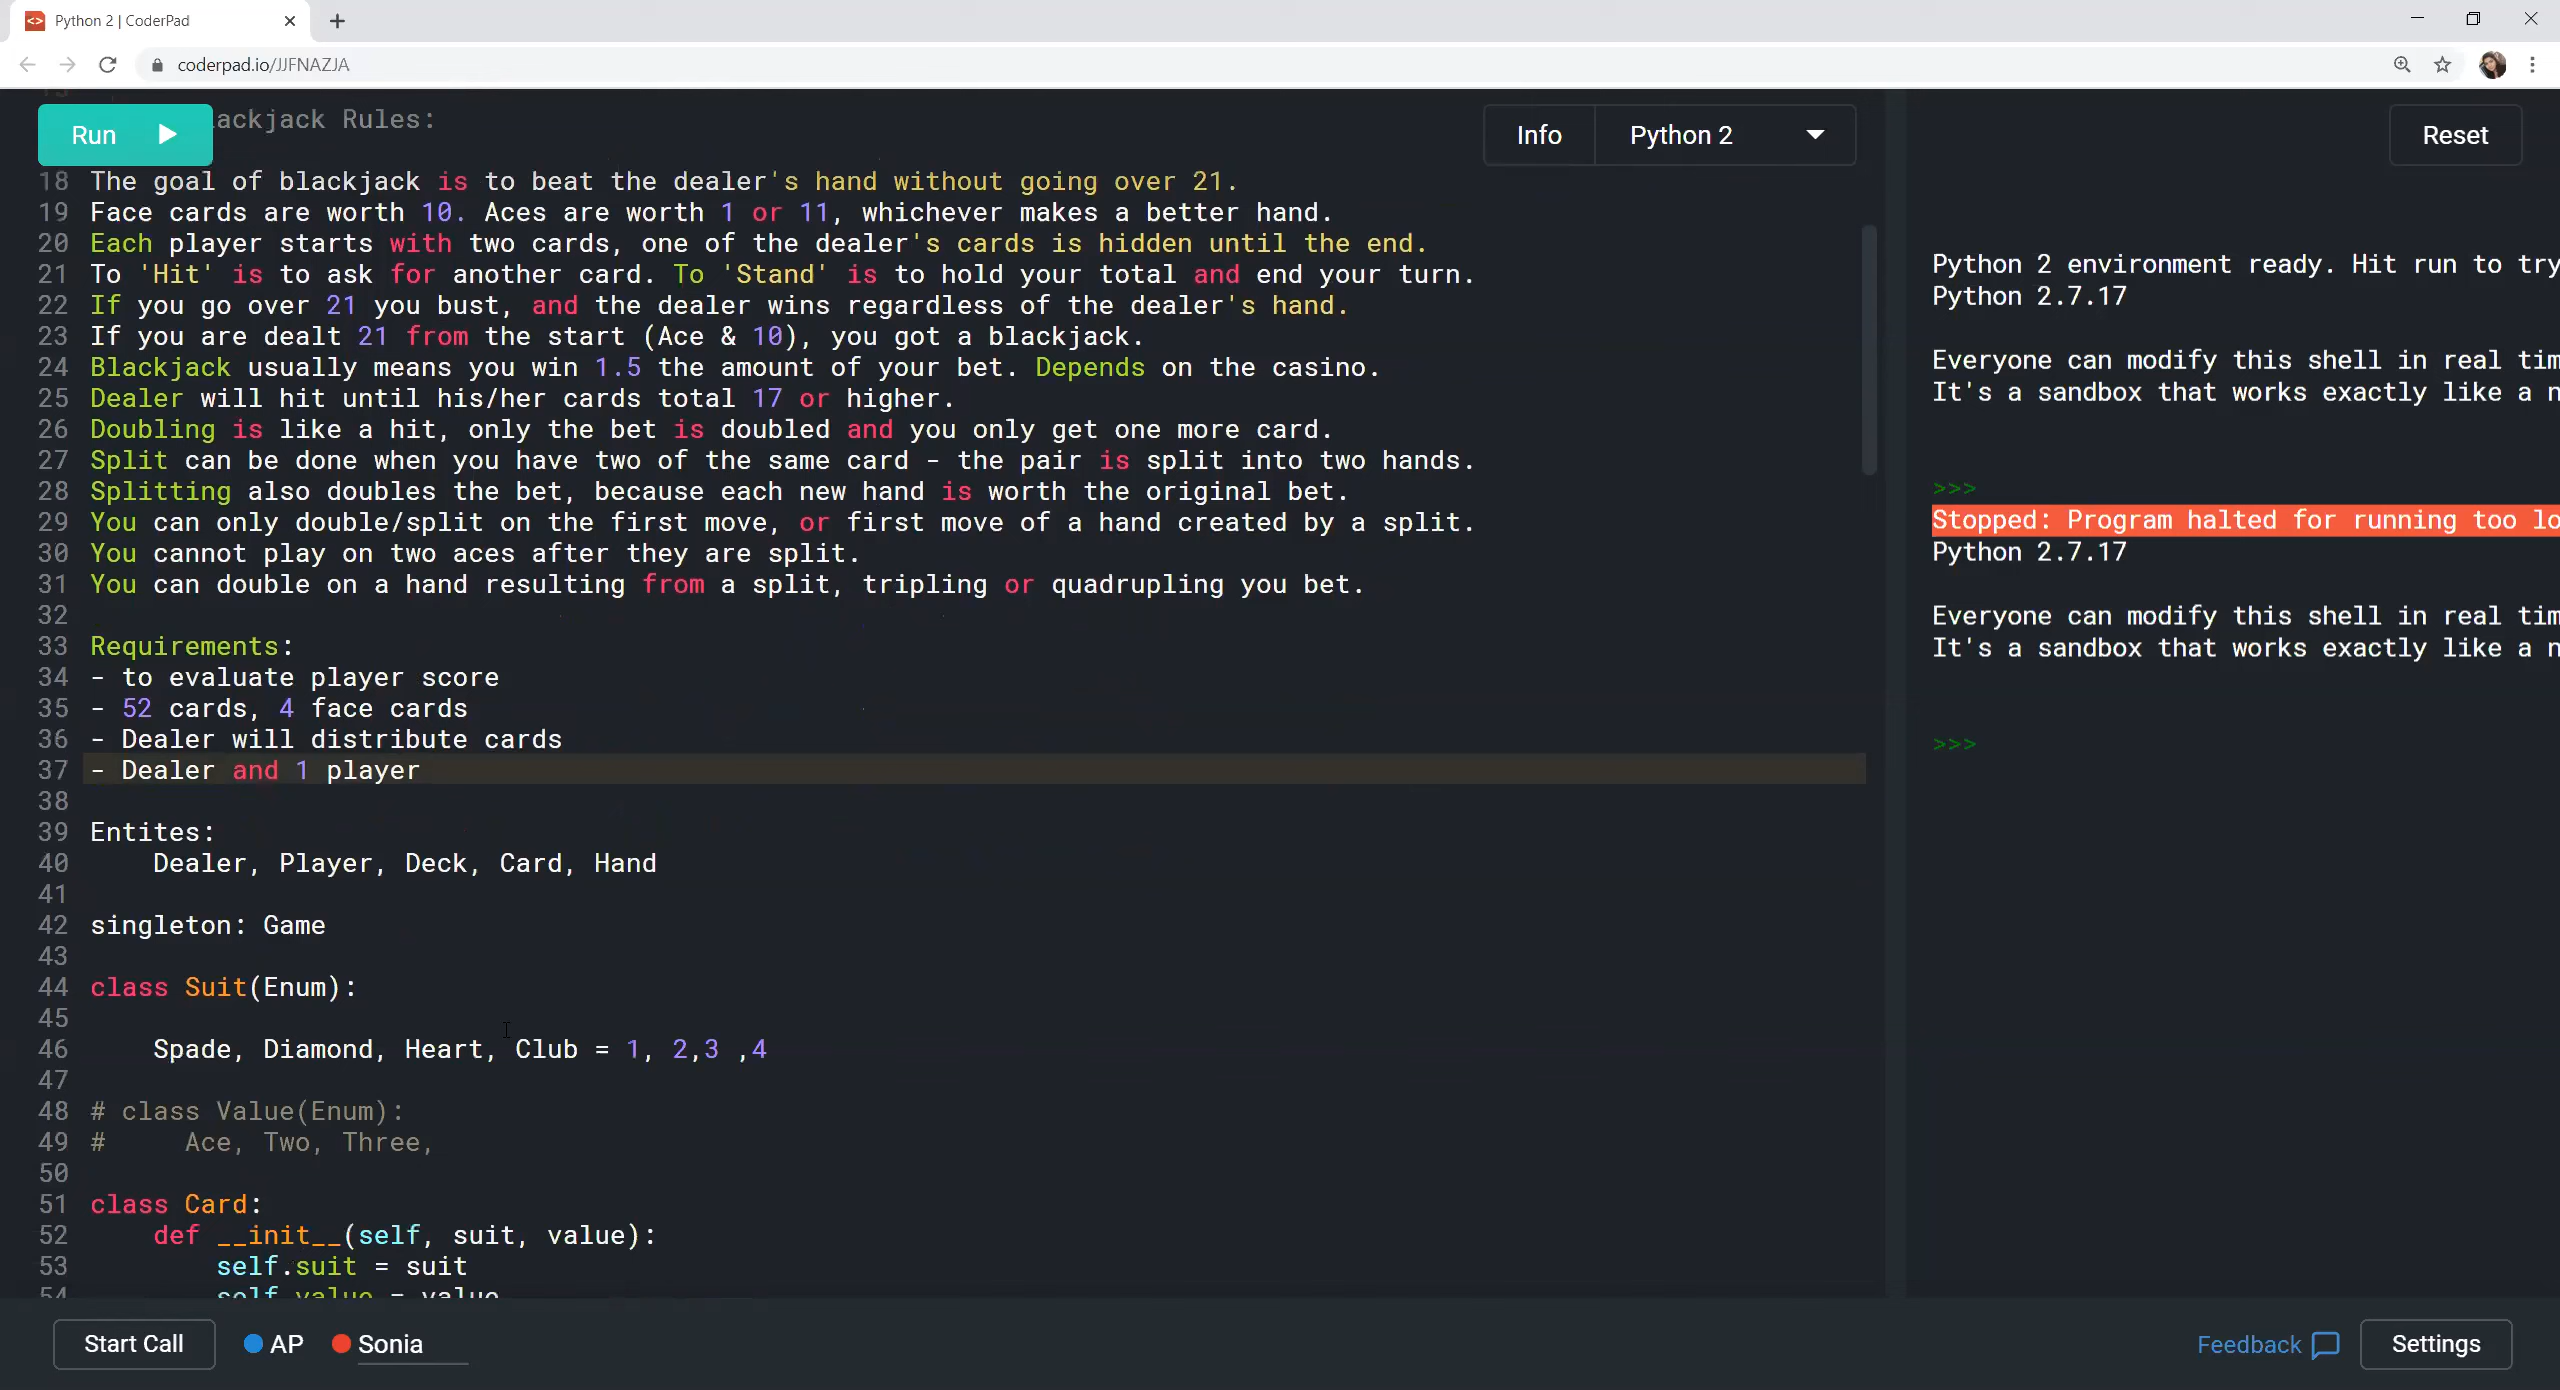 Python 2 | CoderPad
coderpad.io/JJFNAZJA
Run
ackjack Rules:
Info
Python 2
Reset
18 The goal of blackjack is to beat the dealer's hand without going over 21.
19 Face cards are worth 10. Aces are worth 1 or 11, whichever makes a better hand.
20 Each player starts with two cards, one of the dealer's cards is hidden until the end.
21 To 'Hit' is to ask for another card. To 'Stand' is to hold your total and end your turn.
22 If you go over 21 you bust, and the dealer wins regardless of the dealer's hand.
23 If you are dealt 21 from the start (Ace & 10), you got a blackjack.
24 Blackjack usually means you win 1.5 the amount of your bet. Depends on the casino.
25 Dealer will hit until his/her cards total 17 or higher.
26 Doubling is like a hit, only the bet is doubled and you only get one more card.
27 Split can be done when you have two of the same card - the pair is split into two hands.
28 Splitting also doubles the bet, because each new hand is worth the original bet.
29 You can only double/split on the first move, or first move of a hand created by a split.
30 You cannot play on two aces after they are split.
31 You can double on a hand resulting from a split, tripling or quadrupling you bet.
32
33 Requirements:
34 - to evaluate player score
35 - 52 cards, 4 face cards
36 - Dealer will distribute cards
37 - Dealer and 1 player
38
39 Entites:
40 Dealer, Player, Deck, Card, Hand
41
42 singleton: Game
43
44 class Suit(Enum):
45
46 Spade, Diamond, Heart, Club = 1, 2,3 ,4
47
48 # class Value(Enum):
49 # Ace, Two, Three,
50
51 class Card:
52 def __init__(self, suit, value):
53 self.suit = suit
54 self.value = value
Python 2 environment ready. Hit run to try
Python 2.7.17
Everyone can modify this shell in real tim
It's a sandbox that works exactly like a n
>>>
Stopped: Program halted for running too lo
Python 2.7.17
Everyone can modify this shell in real tim
It's a sandbox that works exactly like a n
>>>
Start Call
AP
Sonia
Feedback
Settings